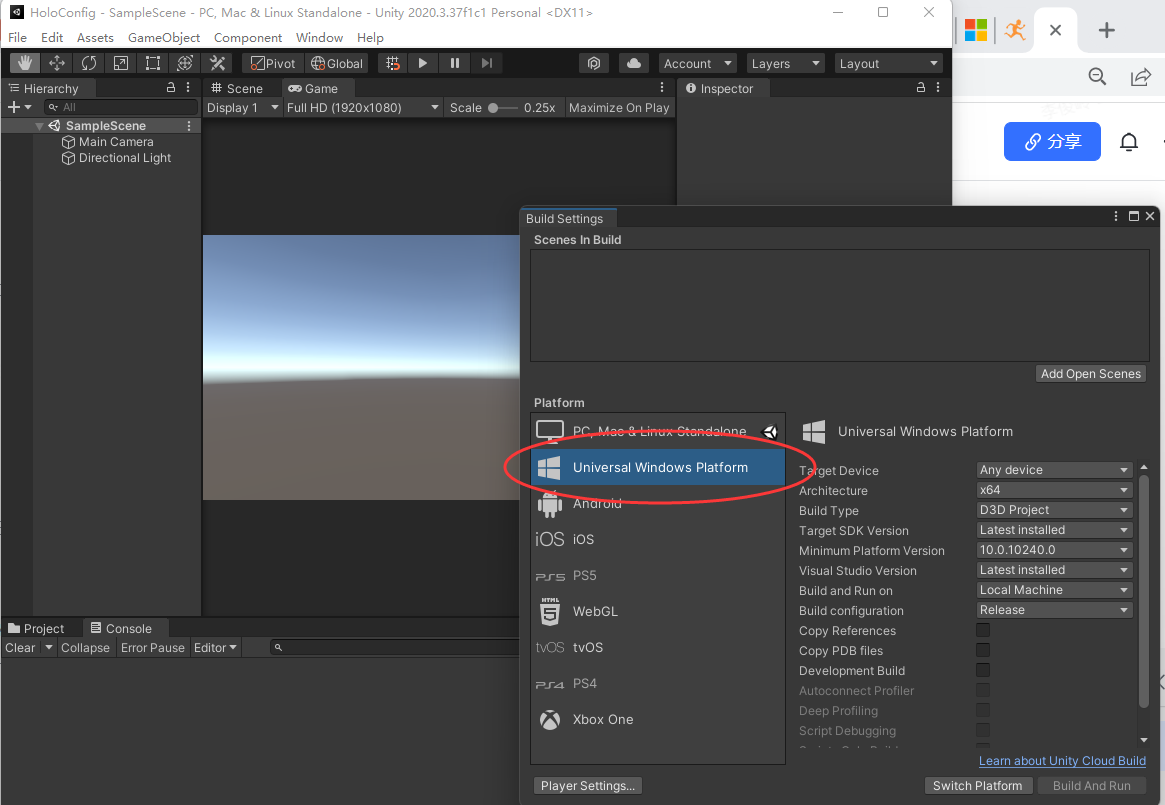 HoloConfig - SampleScene - PC, Mac & Linux Standalone - Unity 2020.3.37f1c1 Personal <DX11>
File Edit Assets GameObject Component Window Help
Pivot Global Account Layers Layout
Hierarchy
All
SampleScene
Main Camera
Directional Light
Scene Game
Display 1 Full HD (1920x1080) Scale 0.25x Maximize On Play
Inspector
分享
Build Settings
Scenes In Build
Add Open Scenes
Platform
PC, Mac & Linux Standalone
Universal Windows Platform
Android
iOS iOS
PS5 PS5
HTML 5 WebGL
tvOS tvOS
PS4 PS4
Xbox One
Universal Windows Platform
Target Device Any device
Architecture x64
Build Type D3D Project
Target SDK Version Latest installed
Minimum Platform Version 10.0.10240.0
Visual Studio Version Latest installed
Build and Run on Local Machine
Build configuration Release
Copy References
Copy PDB files
Development Build
Autoconnect Profiler
Deep Profiling
Script Debugging
Learn about Unity Cloud Build
Player Settings... Switch Platform Build And Run
Project Console
Clear Collapse Error Pause Editor